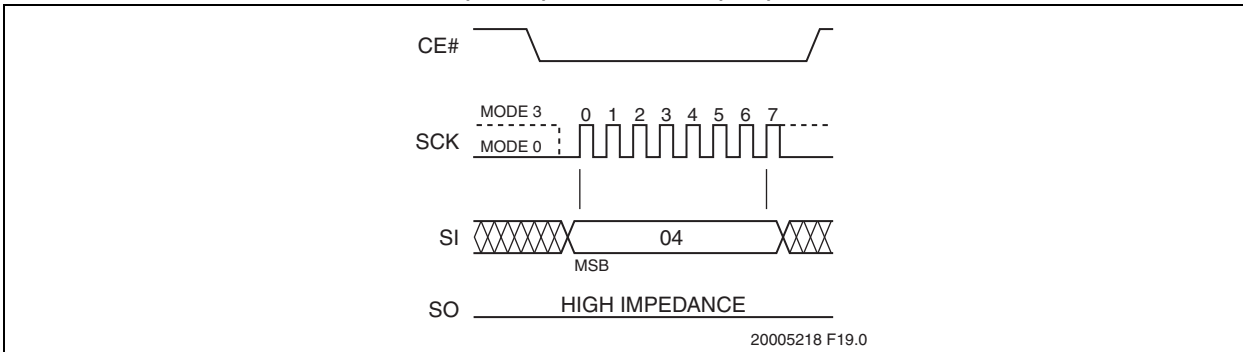 CE#
MODE 3
0 1 2 3 4 5 6 7
SCK
MODE 0
SI
04
MSB
SO
HIGH IMPEDANCE
20005218 F19.0